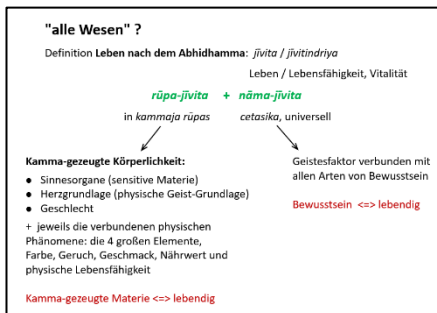 "alle Wesen" ?
Definition Leben nach dem Abhidhamma: jīvita / jīvitindriya
Leben / Lebensfähigkeit, Vitalität
rūpa-jīvita + nāma-jīvita
in kammaja rūpas
cetasika, universell
Kamma-gezeugte Körperlichkeit:
● Sinnesorgane (sensitive Materie)
● Herzgrundlage (physische Geist-Grundlage)
● Geschlecht
+ jeweils die verbundenen physischen
Phänomene: die 4 großen Elemente,
Farbe, Geruch, Geschmack, Nährwert und
physische Lebensfähigkeit
Kamma-gezeugte Materie <=> lebendig
Geistesfaktor verbunden mit
allen Arten von Bewusstsein
Bewusstsein <=> lebendig